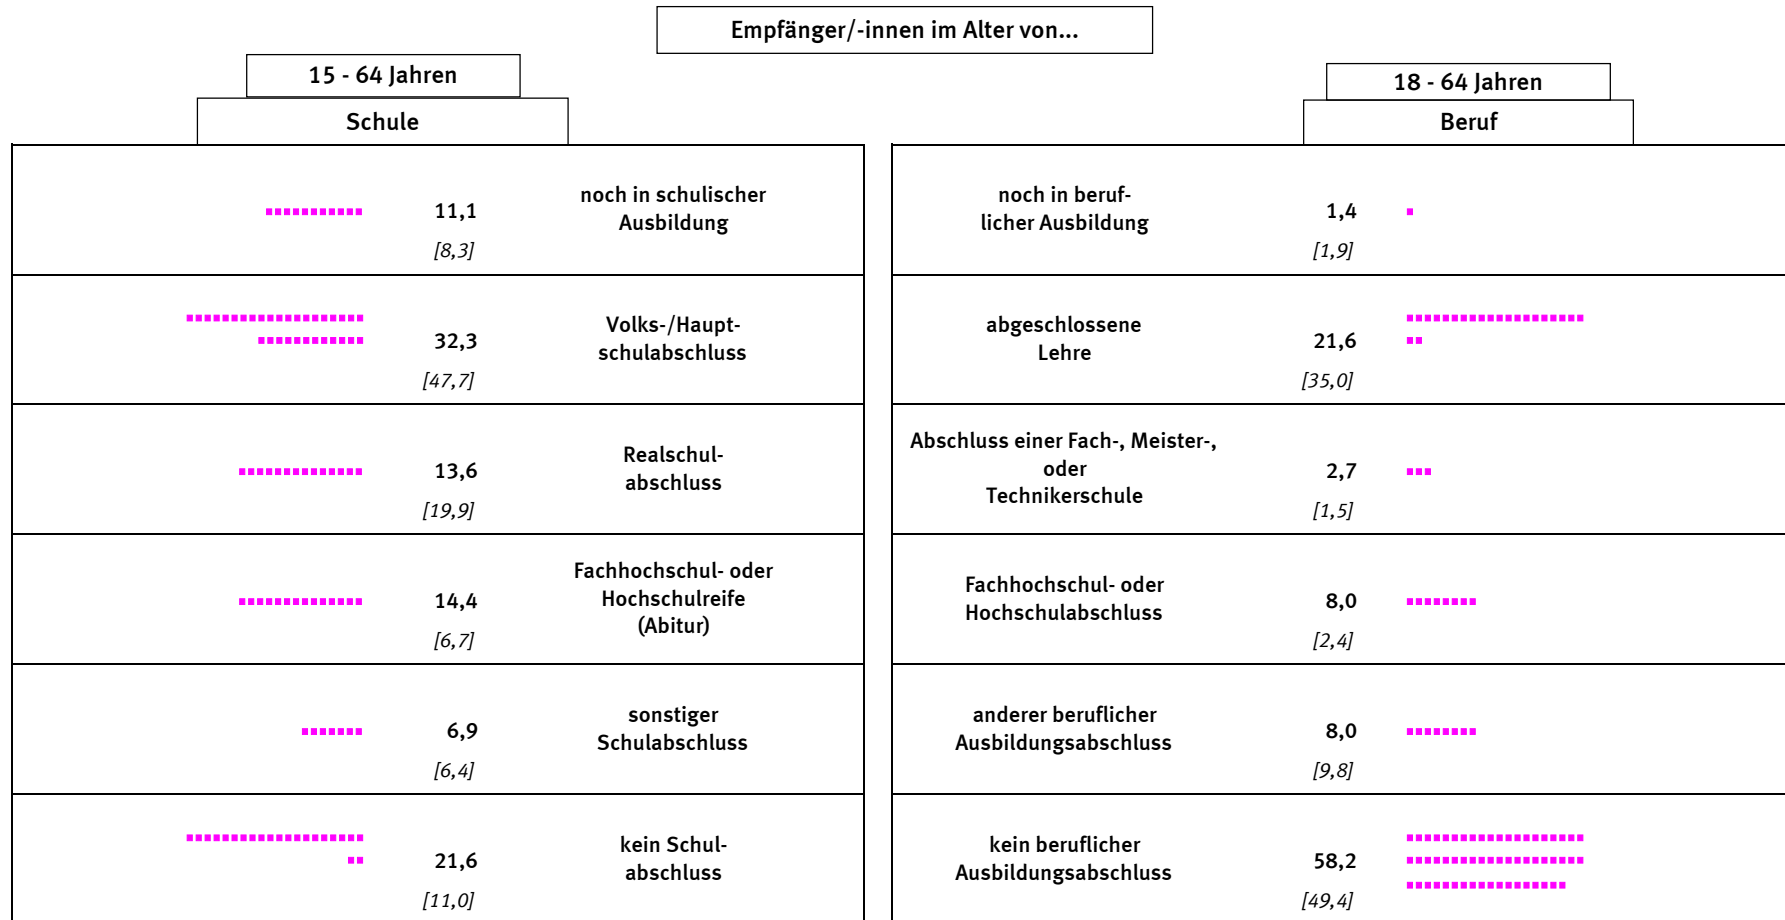 Empfänger/-innen im Alter von...
15 - 64 Jahren
Schule
11,1
[8,3]
noch in schulischer
Ausbildung
32,3
[47,7]
Volks-/Haupt-
schulabschluss
13,6
[19,9]
Realschul-
abschluss
14,4
[6,7]
Fachhochschul- oder
Hochschulreife
(Abitur)
6,9
[6,4]
sonstiger
Schulabschluss
21,6
[11,0]
kein Schul-
abschluss
18 - 64 Jahren
Beruf
noch in beruf-
licher Ausbildung
1,4
[1,9]
abgeschlossene
Lehre
21,6
[35,0]
Abschluss einer Fach-, Meister-,
oder
Technikerschule
2,7
[1,5]
Fachhochschul- oder
Hochschulabschluss
8,0
[2,4]
anderer beruflicher
Ausbildungsabschluss
8,0
[9,8]
kein beruflicher
Ausbildungsabschluss
58,2
[49,4]